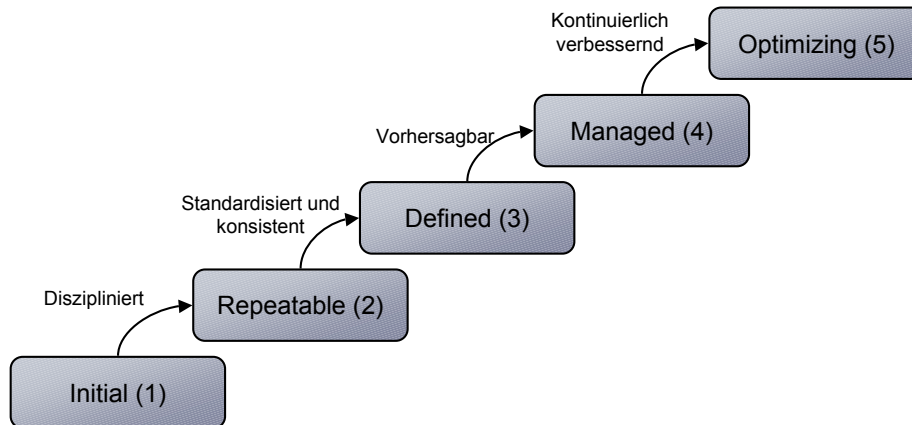 Kontinuierlich
verbessernd
Optimizing (5)
Vorhersagbar
Managed (4)
Standardisiert und
konsistent
Defined (3)
Diszipliniert
Repeatable (2)
Initial (1)